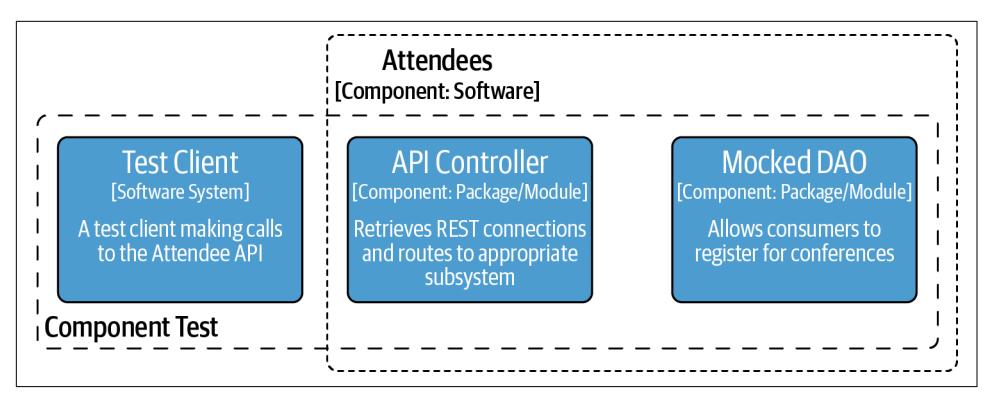 Attendees
[Component: Software]
Test Client
[Software System]
A test client making calls
to the Attendee API
API Controller
[Component: Package/Module]
Retrieves REST connections
and routes to appropriate
subsystem
Mocked DAO
[Component: Package/Module]
Allows consumers to
register for conferences
Component Test